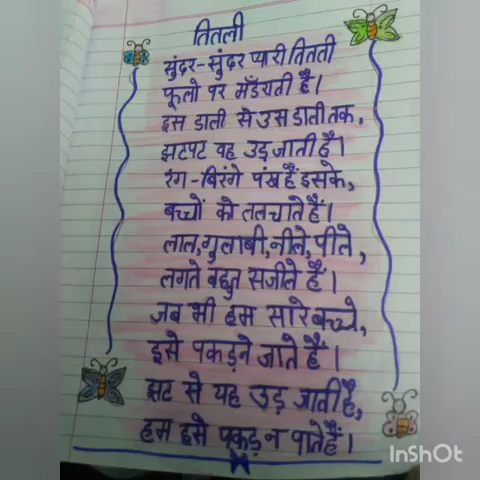 तितली
सुंदर-सुंदर प्यारी तितली
फूलो पर मँडराती है।
इस डाली से उस डाली तक,
झटपट वह उड़ जाती है।
रंग-बिरंगे पंख हैं इसके,
बच्चों को ललचाते हैं।
लाल,गुलाबी,नीले,पीले,
लगते बहुत सजीले हैं।
जब भी हम सारे बच्चे,
इसे पकड़ने जाते हैं।
झट से यह उड़ जाती है,
हम इसे पकड़ न पाते हैं।
InShOt